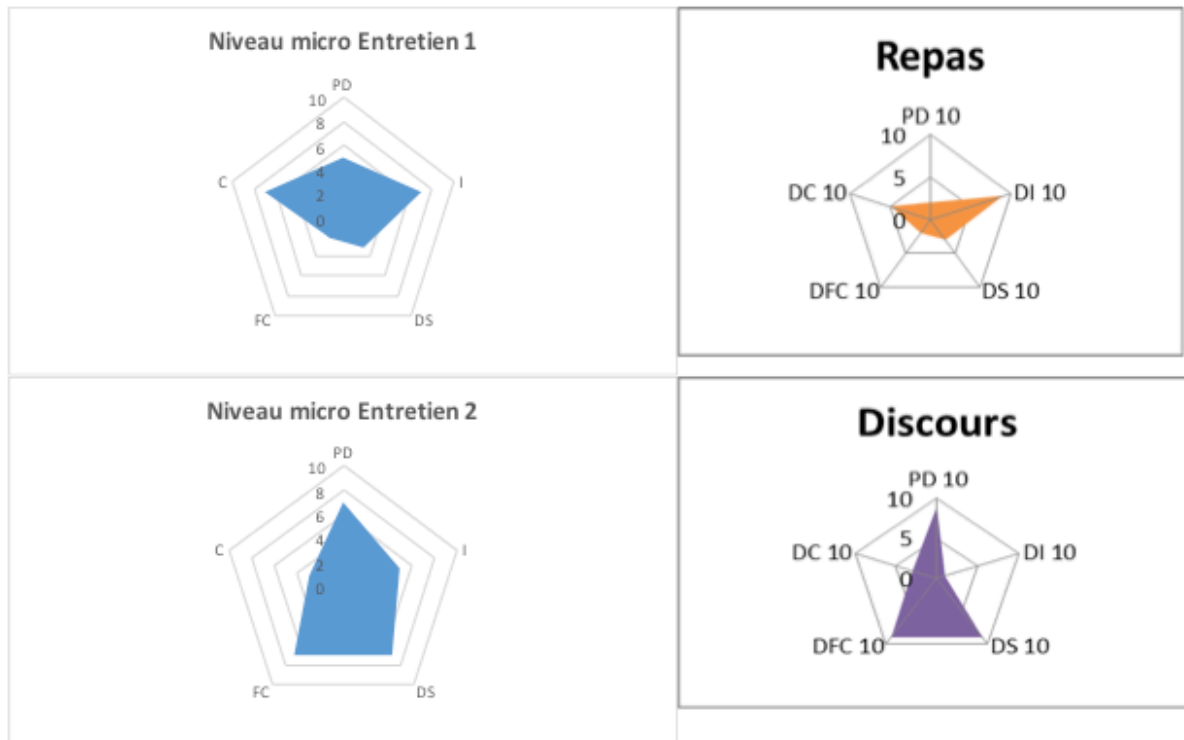 Niveau micro Entretien 1
PD
10
8
6
4
2
0
C
I
FC
DS
Repas
PD 10
10
5
0
DC 10
DI 10
DFC 10
DS 10
Niveau micro Entretien 2
PD
10
8
6
4
2
0
C
I
FC
DS
Discours
PD 10
10
5
0
DC 10
DI 10
DFC 10
DS 10